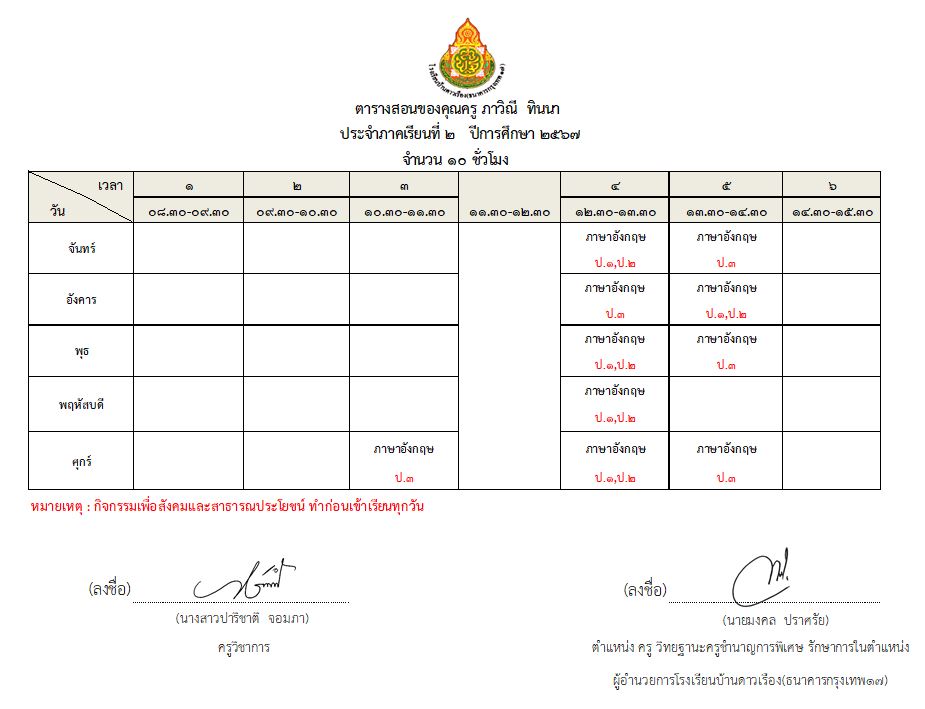 โรงเรียนบ้านดาวเรือง(ธนาคารกรุงเทพ ๑๗)
ตารางสอนของคุณครู ภาวิณี ทินนา
ประจำภาคเรียนที่ ๒ ปีการศึกษา ๒๕๖๗
จำนวน ๑๐ ชั่วโมง
เวลา ๑ ๒ ๓ ๔ ๕ ๖
วัน ๐๘.๓๐-๐๙.๓๐ ๐๙.๓๐-๑๐.๓๐ ๑๐.๓๐-๑๑.๓๐ ๑๑.๓๐-๑๒.๓๐ ๑๒.๓๐-๑๓.๓๐ ๑๓.๓๐-๑๔.๓๐ ๑๔.๓๐-๑๕.๓๐
จันทร์ ภาษาอังกฤษ ภาษาอังกฤษ
ป.๑,ป.๒ ป.๓
อังคาร ภาษาอังกฤษ ภาษาอังกฤษ
ป.๓ ป.๑,ป.๒
พุธ ภาษาอังกฤษ ภาษาอังกฤษ
ป.๑,ป.๒ ป.๓
พฤหัสบดี ภาษาอังกฤษ
ป.๑,ป.๒
ศุกร์ ภาษาอังกฤษ ภาษาอังกฤษ ภาษาอังกฤษ
ป.๓ ป.๑,ป.๒ ป.๓
หมายเหตุ : กิจกรรมเพื่อสังคมและสาธารณประโยขน์ ทำก่อนเข้าเรียนทุกวัน
(ลงชื่อ) (ลงชื่อ)
(นางสาวปาริชาติ จอมภา) (นายมงคล ปราศรัย)
ครูวิชาการ ตำแหน่ง ครู วิทยฐานะครูชำนาญการพิเศษ รักษาการในตำแหน่ง
ผู้อำนวยการโรงเรียนบ้านดาวเรือง(ธนาคารกรุงเทพ๑๗)